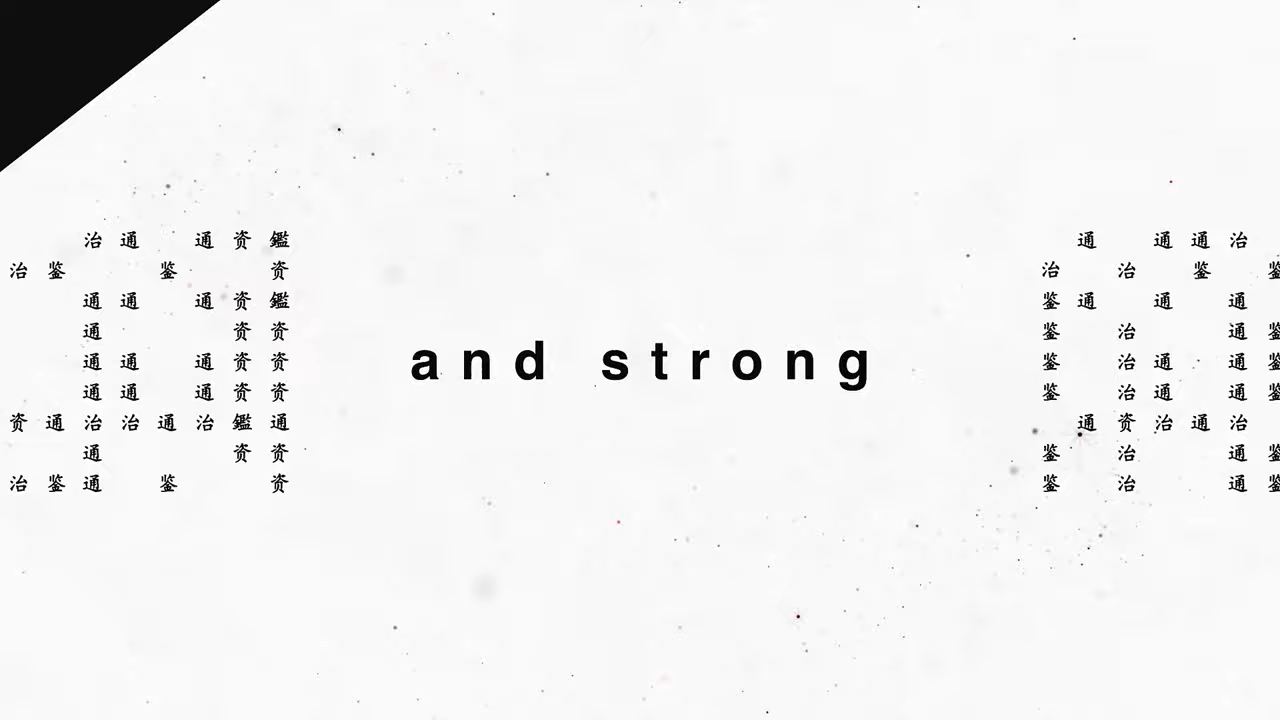 治通 通资鑑
治鉴 鉴 资
通通 通资鑑
通 资资
通通 通资资
通通 通资资
资通治治通治鑑通
通 资资
治鉴通 鉴 资
and strong
通 通通治
治 治 鉴 鉴
鉴通 通 通
鉴 治 通鉴
鉴 治通 通鉴
鉴 治通 通鉴
通资治通治
鉴 治 通鉴
鉴 治 通鉴